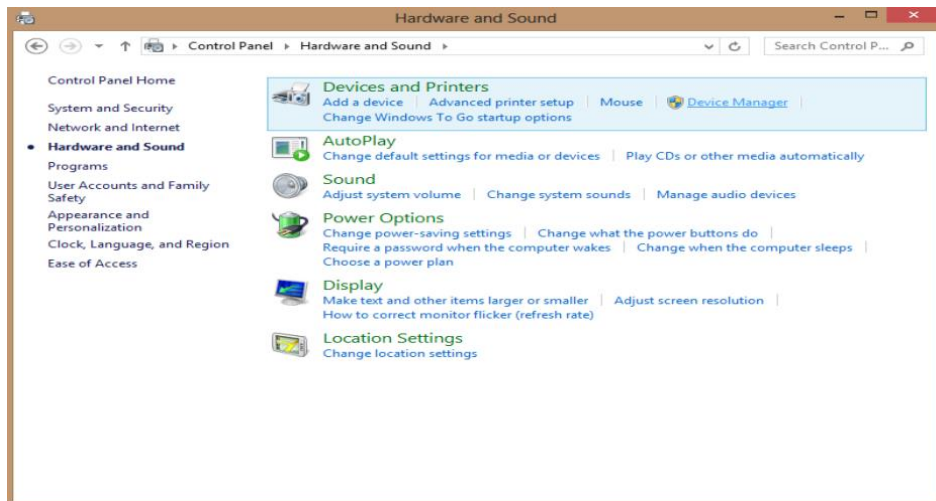 Hardware and Sound
Control Panel Hardware and Sound
Search Control P...
Control Panel Home
System and Security
Network and Internet
Hardware and Sound
Programs
User Accounts and Family
Safety
Appearance and
Personalization
Clock, Language, and Region
Ease of Access
Devices and Printers
Add a device Advanced printer setup Mouse Device Manager
Change Windows To Go startup options
AutoPlay
Change default settings for media or devices Play CDs or other media automatically
Sound
Adjust system volume Change system sounds Manage audio devices
Power Options
Change power-saving settings Change what the power buttons do
Require a password when the computer wakes Change when the computer sleeps
Choose a power plan
Display
Make text and other items larger or smaller Adjust screen resolution
How to correct monitor flicker (refresh rate)
Location Settings
Change location settings